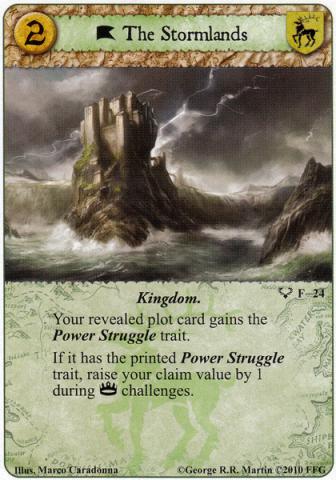 2 The Stormlands
Kingdom.
F–24
Your revealed plot card gains the
Power Struggle trait.
If it has the printed Power Struggle
trait, raise your claim value by 1
during challenges.
Illus. Marco Caradonna ©George R.R. Martin ©2010 FFG